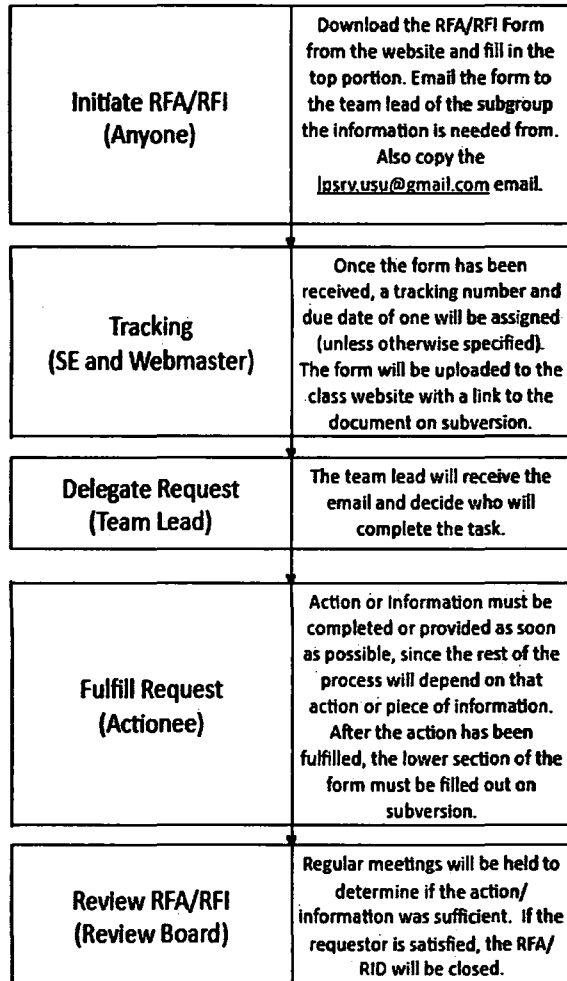 Initiate RFA/RFI
(Anyone)
Download the RFA/RFI Form
from the website and fill in the
top portion. Email the form to
the team lead of the subgroup
the information is needed from.
Also copy the
lpsrv.usu@gmail.com email.
Tracking
(SE and Webmaster)
Once the form has been
received, a tracking number and
due date of one will be assigned
(unless otherwise specified).
The form will be uploaded to the
class website with a link to the
document on subversion.
Delegate Request
(Team Lead)
The team lead will receive the
email and decide who will
complete the task.
Fulfill Request
(Actionee)
Action or Information must be
completed or provided as soon
as possible, since the rest of the
process will depend on that
action or piece of information.
After the action has been
fulfilled, the lower section of the
form must be filled out on
subversion.
Review RFA/RFI
(Review Board)
Regular meetings will be held to
determine if the action/
information was sufficient. If the
requestor is satisfied, the RFA/
RID will be closed.